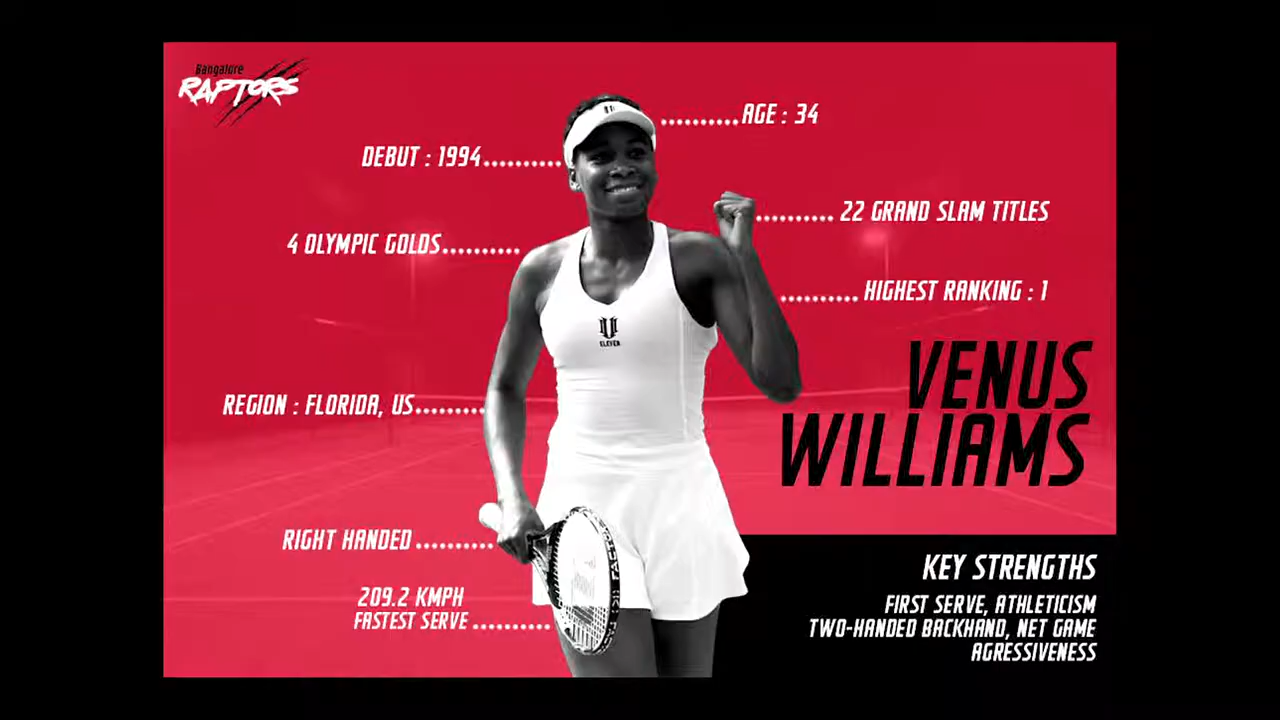 Bangalore
RAPTORS
AGE : 34
DEBUT : 1994
22 GRAND SLAM TITLES
4 OLYMPIC GOLDS
HIGHEST RANKING : 1
VENUS
WILLIAMS
ELEVEN
REGION : FLORIDA, US
RIGHT HANDED
209.2 KMPH
FASTEST SERVE
KEY STRENGTHS
FIRST SERVE, ATHLETICISM
TWO-HANDED BACKHAND, NET GAME
AGRESSIVENESS